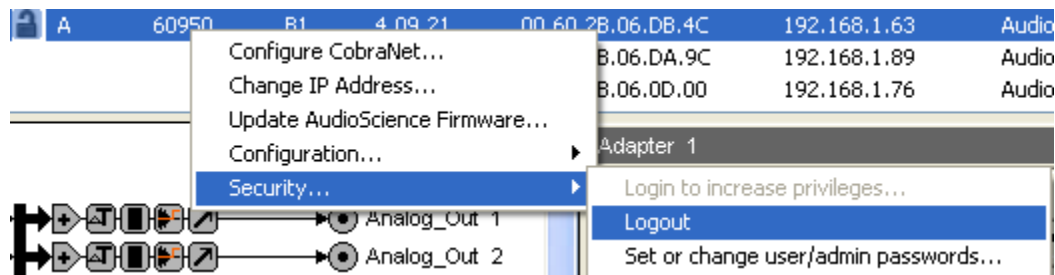 A 60950 B1 4.09.21 00.60.2B.06.DB.4C 192.168.1.63 Audio
Configure CobraNet...
B.06.DA.9C 192.168.1.89 Audio
Change IP Address...
B.06.0D.00 192.168.1.76 Audio
Update AudioScience Firmware...
Adapter 1
Configuration...
Security...
Login to increase privileges...
Logout
Analog_Out 1
Set or change user/admin passwords...
Analog_Out 2